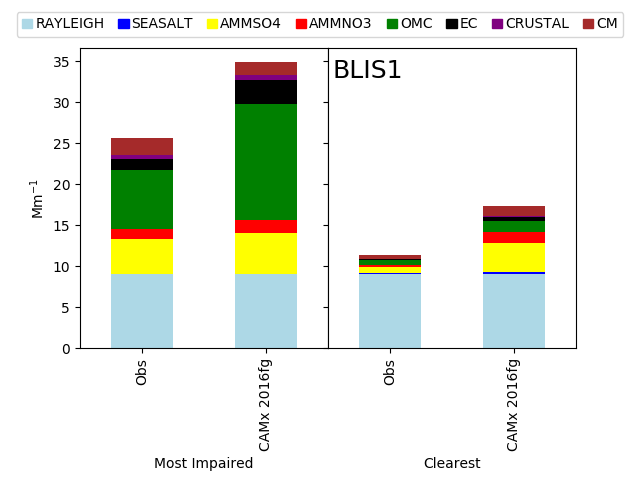 RAYLEIGH SEASALT AMMSO4 AMMNO3 OMC EC CRUSTAL CM
BLIS1
Mm⁻¹
35
30
25
20
15
10
5
0
Obs
CAMx 2016fg
Obs
CAMx 2016fg
Most Impaired
Clearest